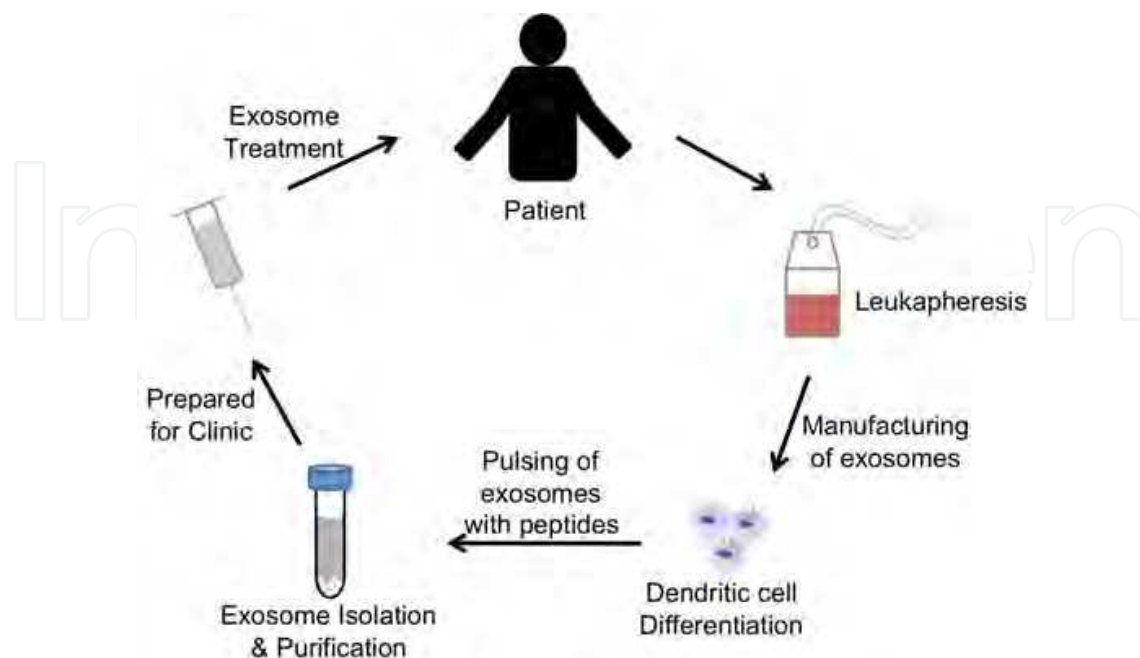 Exosome
Treatment
Patient
Leukapheresis
Manufacturing
of exosomes
Dendritic cell
Differentiation
Pulsing of
exosomes
with peptides
Exosome Isolation
& Purification
Prepared
for Clinic